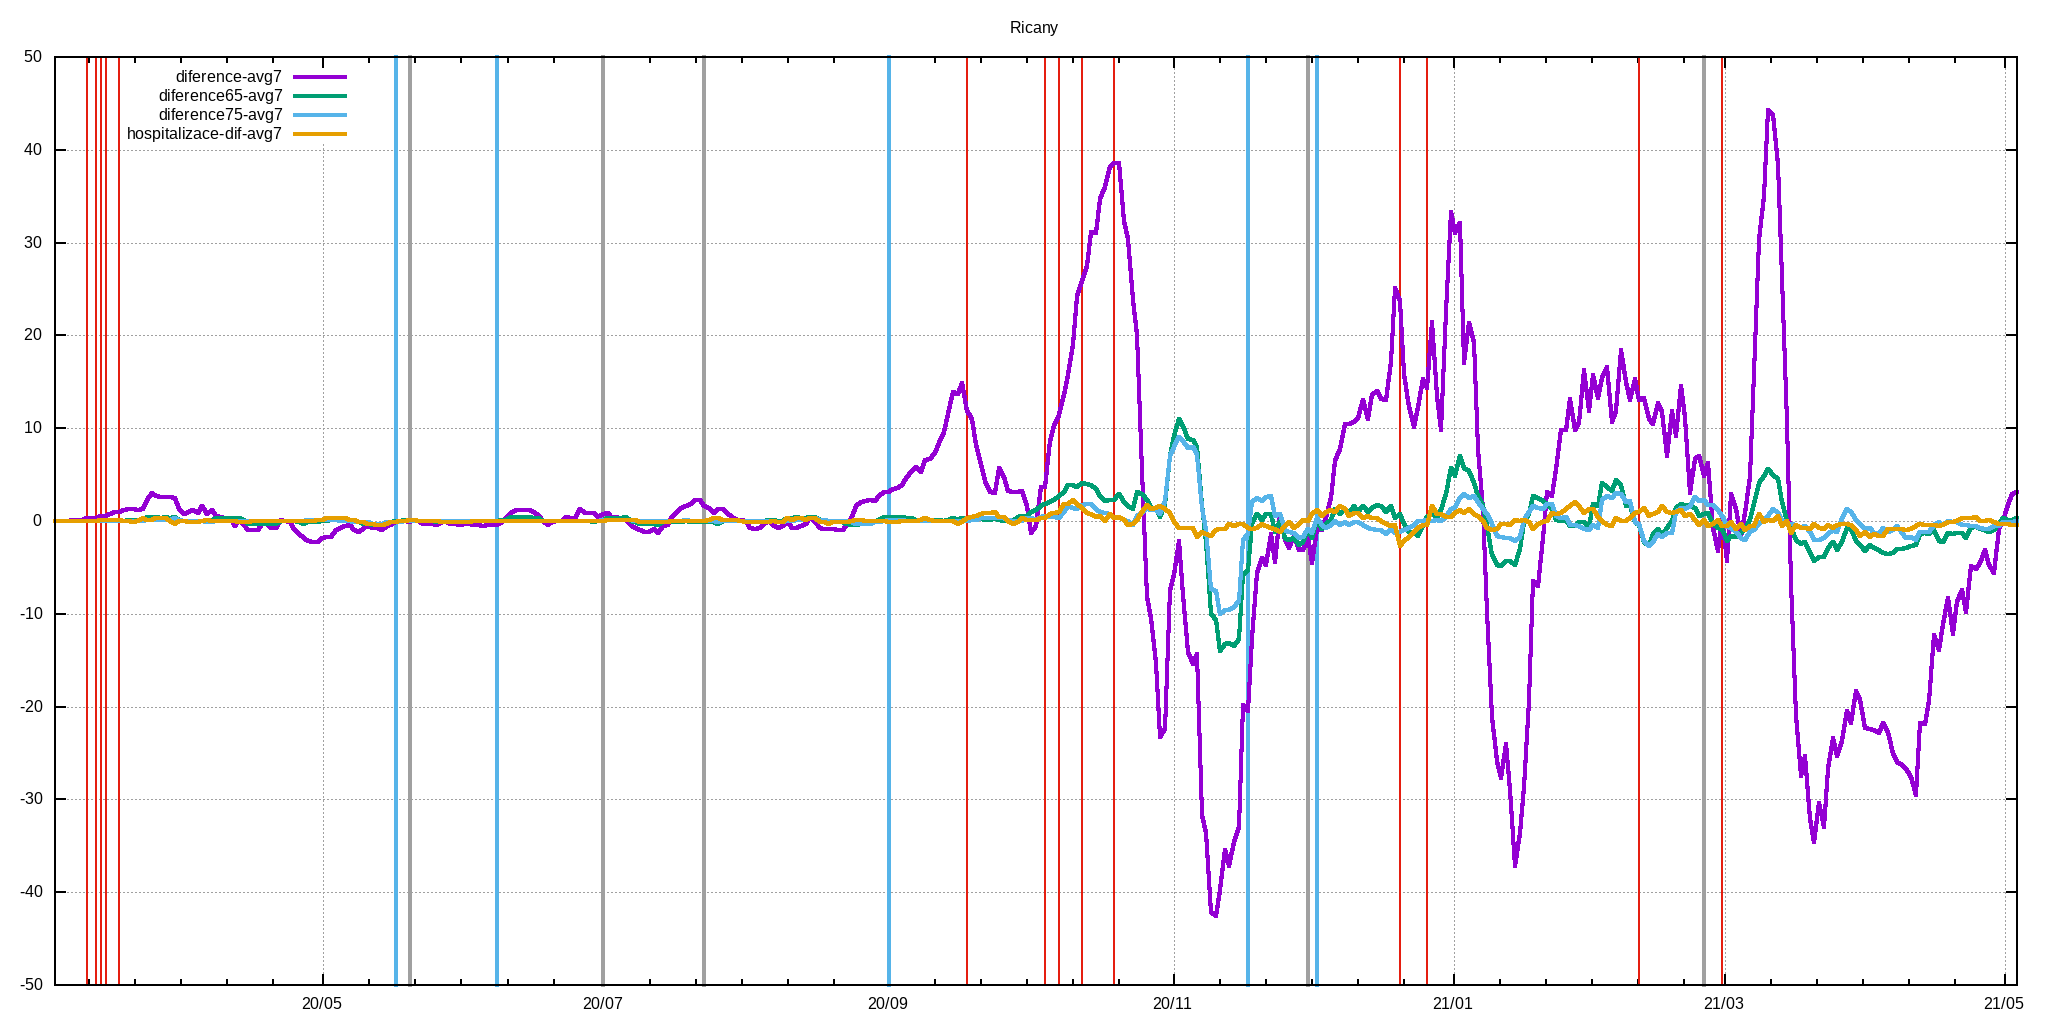 Ricany
50
diference-avg7
diference65-avg7
diference75-avg7
hospitalizace-dif-avg7
40
30
20
10
0
-10
-20
-30
-40
-50
20/05 20/07 20/09 20/11 21/01 21/03 21/05